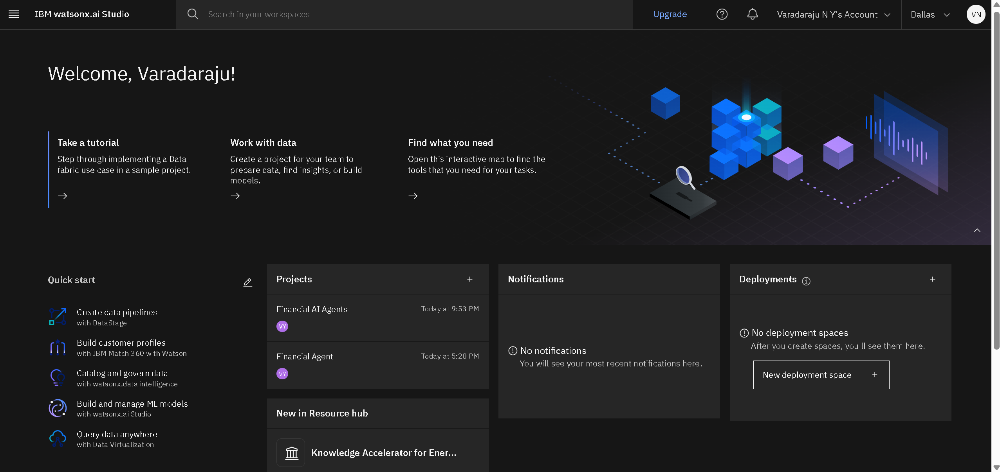 IBM watsonx.ai Studio
Search in your workspaces
Upgrade
Varadaraju N Y's Account
Dallas
VN
Welcome, Varadaraju!
Take a tutorial
Step through implementing a Data
fabric use case in a sample project.
Work with data
Create a project for your team to
prepare data, find insights, or build
models.
Find what you need
Open this interactive map to find the
tools that you need for your tasks.
Quick start
Create data pipelines
with DataStage
Build customer profiles
with IBM Match 360 with Watson
Catalog and govern data
with watsonx.data intelligence
Build and manage ML models
with watsonx.ai Studio
Query data anywhere
with Data Virtualization
Projects
Financial AI Agents
Today at 9:53 PM
VY
Financial Agent
Today at 5:20 PM
VY
New in Resource hub
Knowledge Accelerator for Ener...
Notifications
No notifications
You will see your most recent notifications here.
Deployments
No deployment spaces
After you create spaces, you'll see them here.
New deployment space